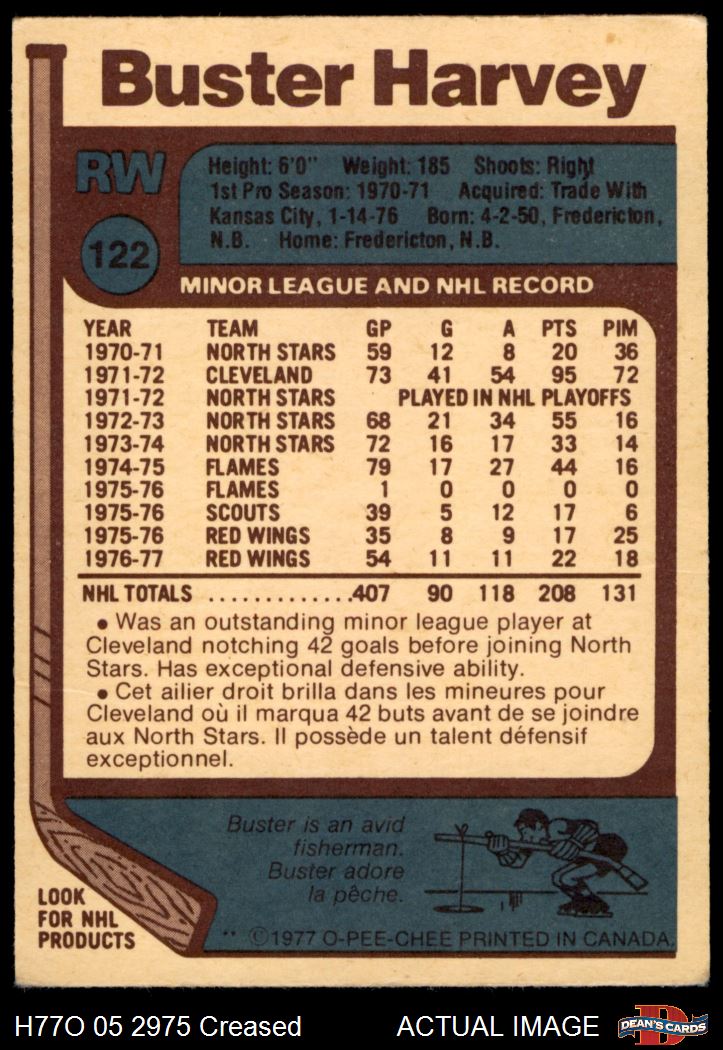 Buster Harvey
RW
Height: 6'0" Weight: 185 Shoots: Right
1st Pro Season: 1970-71 Acquired: Trade With
Kansas City, 1-14-76 Born: 4-2-50, Fredericton,
N.B. Home: Fredericton, N.B.
122
MINOR LEAGUE AND NHL RECORD
YEAR TEAM GP G A PTS PIM
1970-71 NORTH STARS 59 12 8 20 36
1971-72 CLEVELAND 73 41 54 95 72
1971-72 NORTH STARS PLAYED IN NHL PLAYOFFS
1972-73 NORTH STARS 68 21 34 55 16
1973-74 NORTH STARS 72 16 17 33 14
1974-75 FLAMES 79 17 27 44 16
1975-76 FLAMES 1 0 0 0 0
1975-76 SCOUTS 39 5 12 17 6
1975-76 RED WINGS 35 8 9 17 25
1976-77 RED WINGS 54 11 11 22 18
NHL TOTALS .............407 90 118 208 131
• Was an outstanding minor league player at
Cleveland notching 42 goals before joining North
Stars. Has exceptional defensive ability.
• Cet ailier droit brilla dans les mineures pour
Cleveland où il marqua 42 buts avant de se joindre
aux North Stars. Il possède un talent défensif
exceptionnel.
Buster is an avid
fisherman.
Buster adore
la pêche.
LOOK
FOR NHL
PRODUCTS
** ©1977 O-PEE-CHEE PRINTED IN CANADA.
H77O 05 2975 Creased ACTUAL IMAGE
D
DEAN'S CARDS